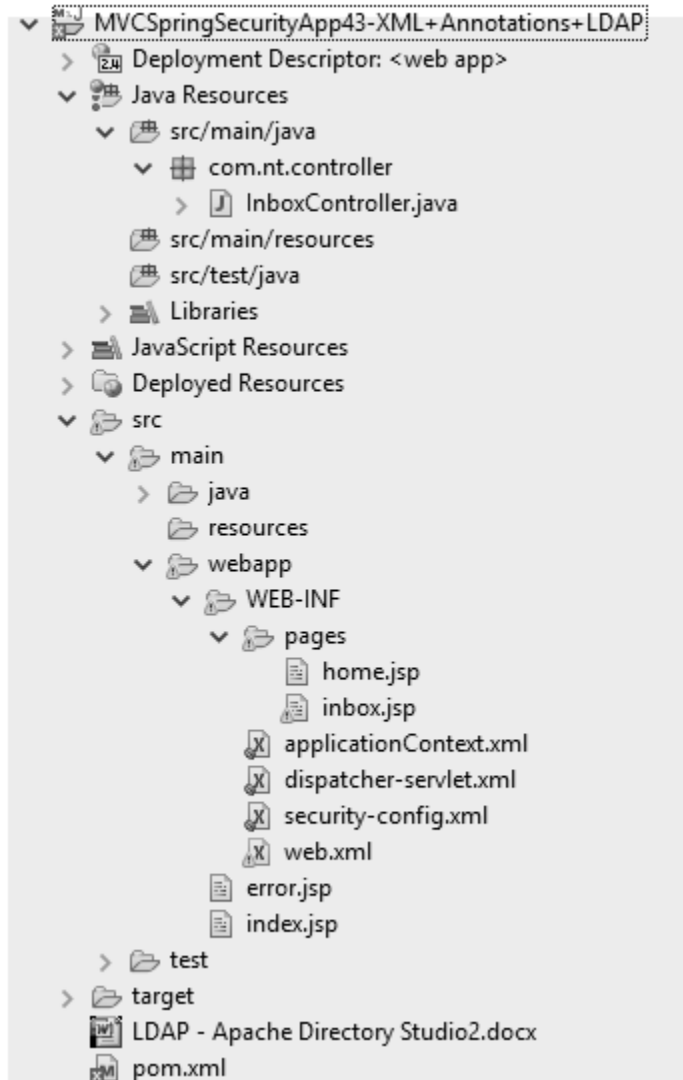 MVCSpringSecurityApp43-XML+Annotations+LDAP
Deployment Descriptor: <web app>
Java Resources
src/main/java
com.nt.controller
InboxController.java
src/main/resources
src/test/java
Libraries
JavaScript Resources
Deployed Resources
src
main
java
resources
webapp
WEB-INF
pages
home.jsp
inbox.jsp
applicationContext.xml
dispatcher-servlet.xml
security-config.xml
web.xml
error.jsp
index.jsp
test
target
LDAP - Apache Directory Studio2.docx
pom.xml